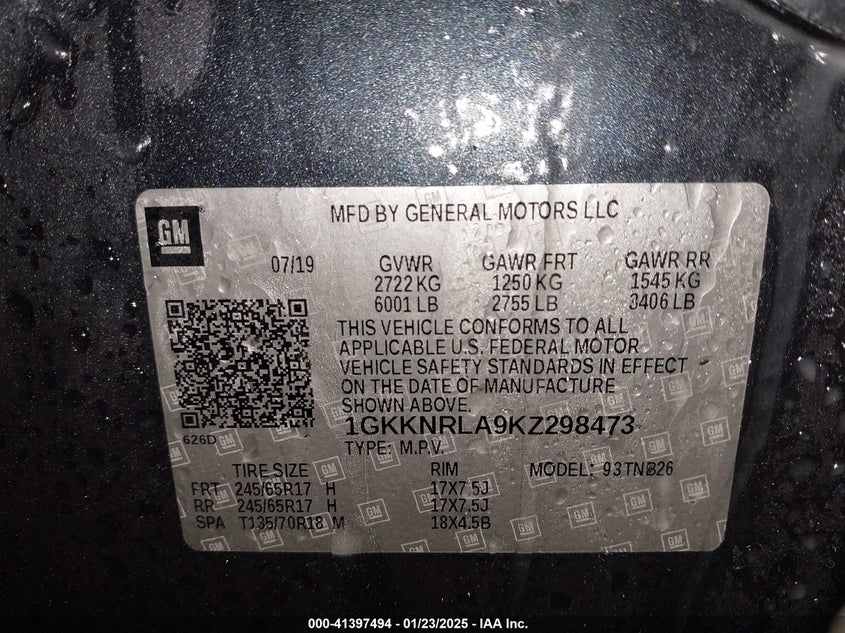 GM
MFD BY GENERAL MOTORS LLC
07/19
GVWR GAWR FRT GAWR RR
2722 KG 1250 KG 1545 KG
6001 LB 2755 LB 3406 LB
THIS VEHICLE CONFORMS TO ALL
APPLICABLE U.S. FEDERAL MOTOR
VEHICLE SAFETY STANDARDS IN EFFECT
ON THE DATE OF MANUFACTURE
SHOWN ABOVE.
626D
1GKKNRLA9KZ298473
TYPE: M.P.V.
TIRE SIZE RIM MODEL: 93TNB26
FRT 245/65R17 H 17X7.5J
RR 245/65R17 H 17X7.5J
SPA T135/70R18 M 18X4.5B
000-41397494 - 01/23/2025 - IAA Inc.